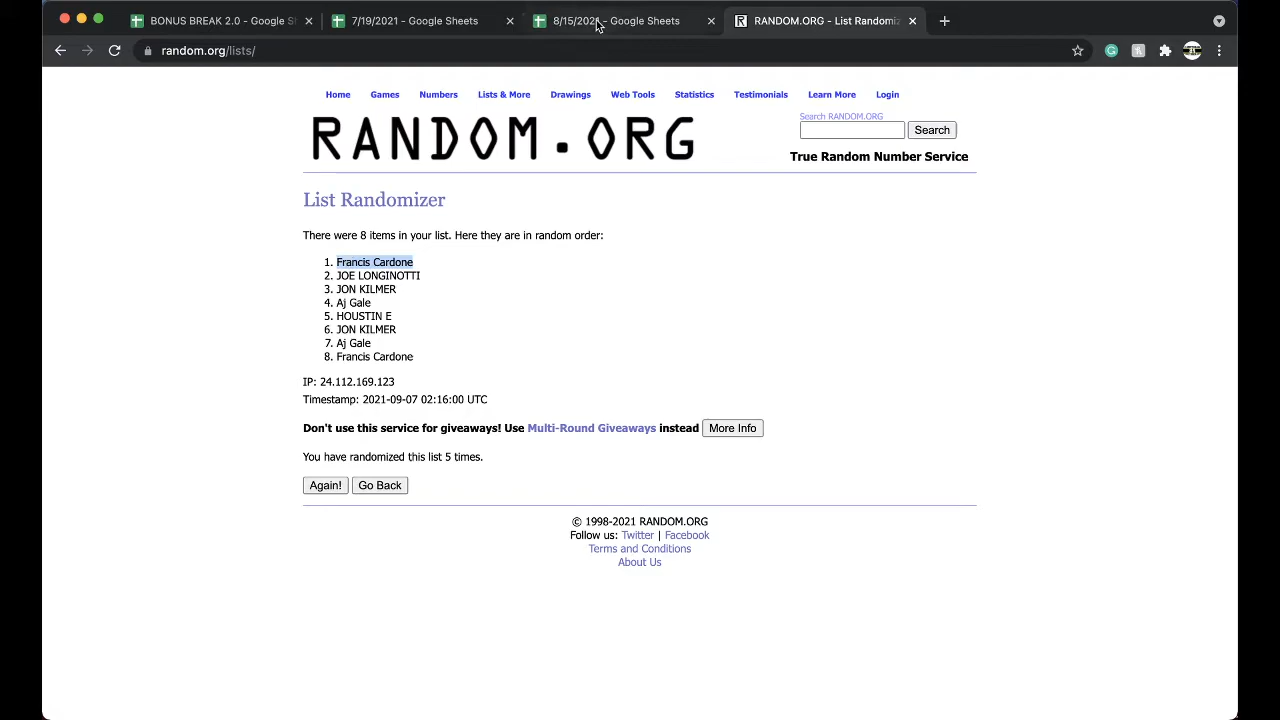 BONUS BREAK 2.0 - Google Sh
7/19/2021 - Google Sheets
8/15/2021 - Google Sheets
RANDOM.ORG - List Randomiz
random.org/lists/
Home Games Numbers Lists & More Drawings Web Tools Statistics Testimonials Learn More Login
RANDOM.ORG
Search RANDOM.ORG
Search
True Random Number Service
List Randomizer
There were 8 items in your list. Here they are in random order:
1. Francis Cardone
2. JOE LONGINOTTI
3. JON KILMER
4. Aj Gale
5. HOUSTIN E
6. JON KILMER
7. Aj Gale
8. Francis Cardone
IP: 24.112.169.123
Timestamp: 2021-09-07 02:16:00 UTC
Don't use this service for giveaways! Use Multi-Round Giveaways instead More Info
You have randomized this list 5 times.
Again! Go Back
© 1998-2021 RANDOM.ORG
Follow us: Twitter | Facebook
Terms and Conditions
About Us